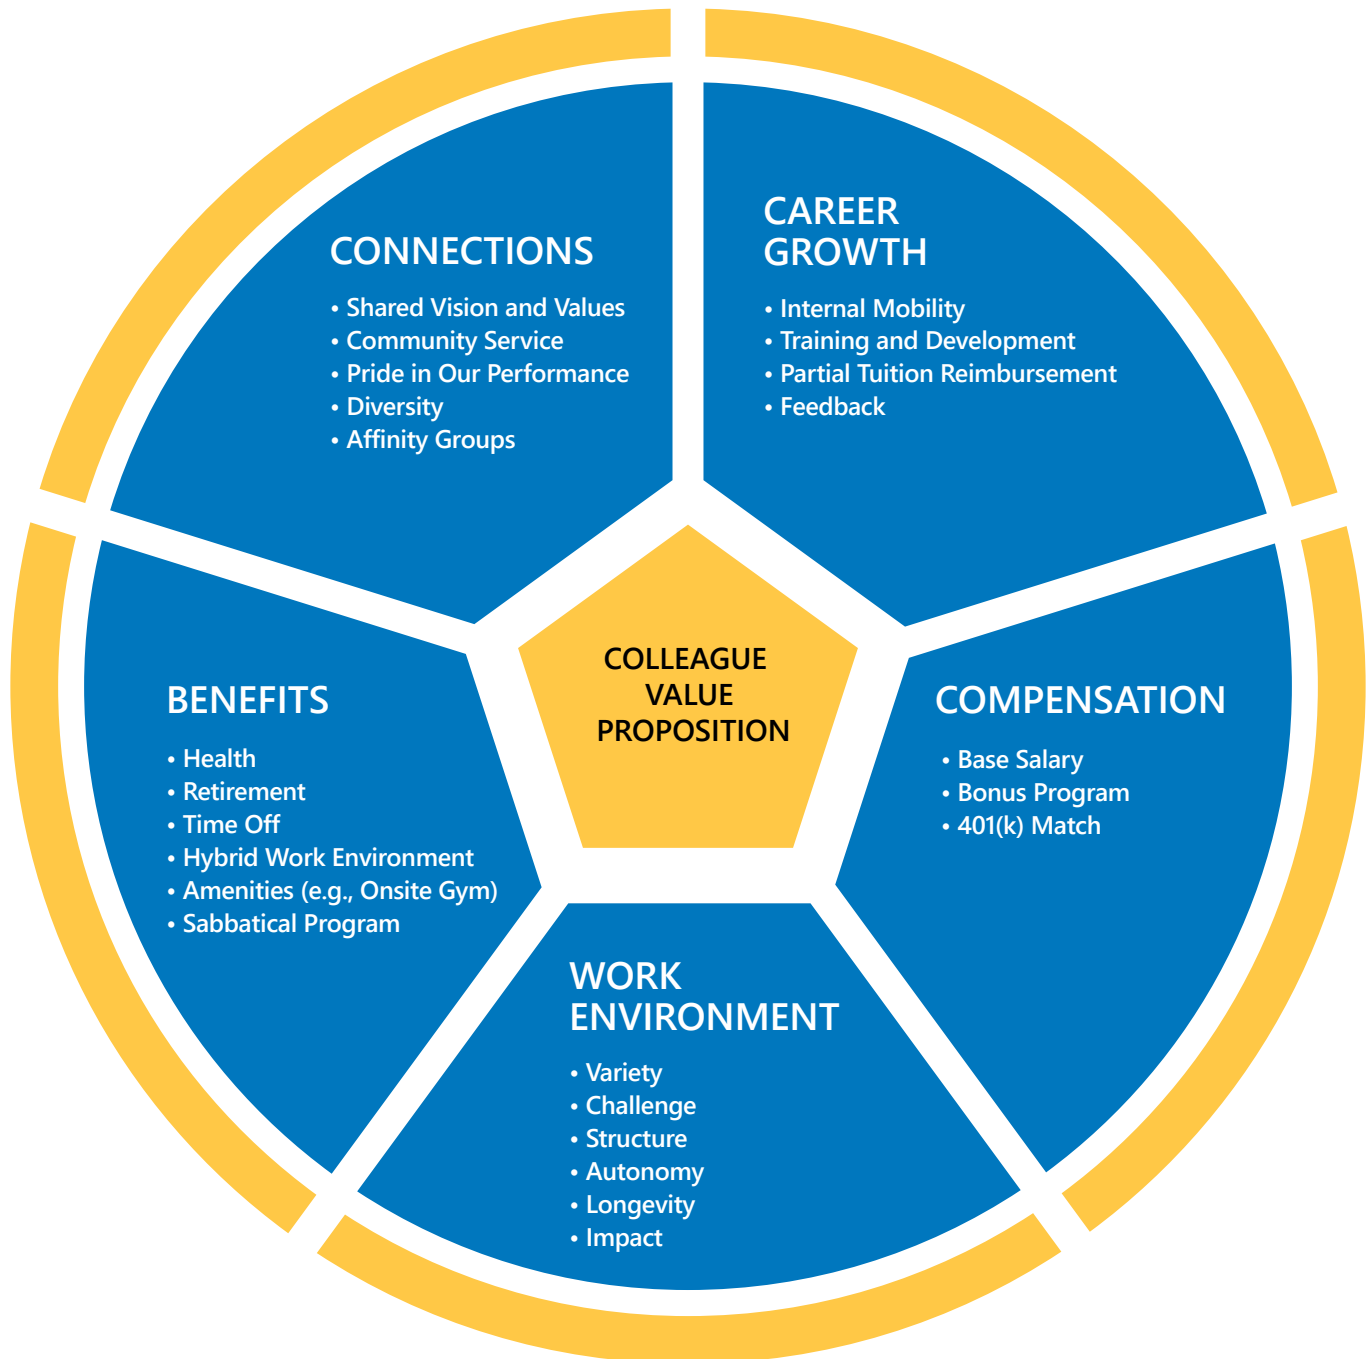 CONNECTIONS
• Shared Vision and Values
• Community Service
• Pride in Our Performance
• Diversity
• Affinity Groups
CAREER
GROWTH
• Internal Mobility
• Training and Development
• Partial Tuition Reimbursement
• Feedback
COLLEAGUE
VALUE
PROPOSITION
BENEFITS
• Health
• Retirement
• Time Off
• Hybrid Work Environment
• Amenities (e.g., Onsite Gym)
• Sabbatical Program
COMPENSATION
• Base Salary
• Bonus Program
• 401(k) Match
WORK
ENVIRONMENT
• Variety
• Challenge
• Structure
• Autonomy
• Longevity
• Impact